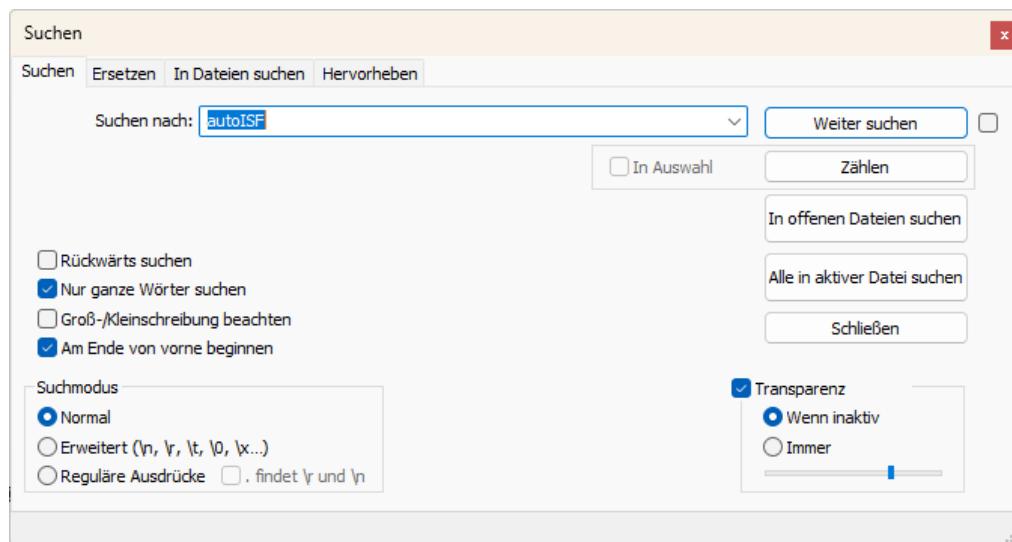 Suchen
x
Suchen Ersetzen In Dateien suchen Hervorheben
Suchen nach: autoISF Weiter suchen
In Auswahl Zählen
In offenen Dateien suchen
Rückwärts suchen
Nur ganze Wörter suchen
Alle in aktiver Datei suchen
Groß-/Kleinschreibung beachten
Schließen
Am Ende von vorne beginnen
Suchmodus
Normal
Erweitert (\n, \r, \t, \0, \x...)
Reguläre Ausdrücke . findet \r und \n
Transparenz
Wenn inaktiv
Immer